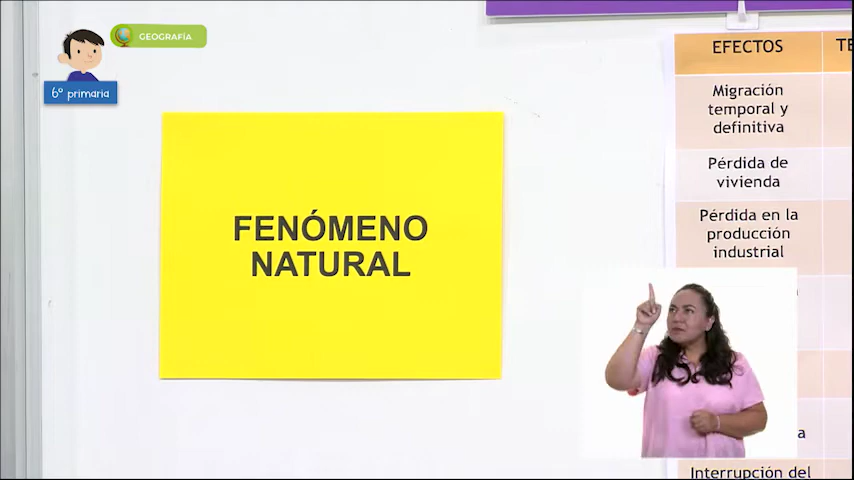 GEOGRAFÍA
6º primaria
FENÓMENO
NATURAL
EFECTOS
Migración
temporal y
definitiva
Pérdida de
vivienda
Pérdida en la
producción
industrial
Interrupción del